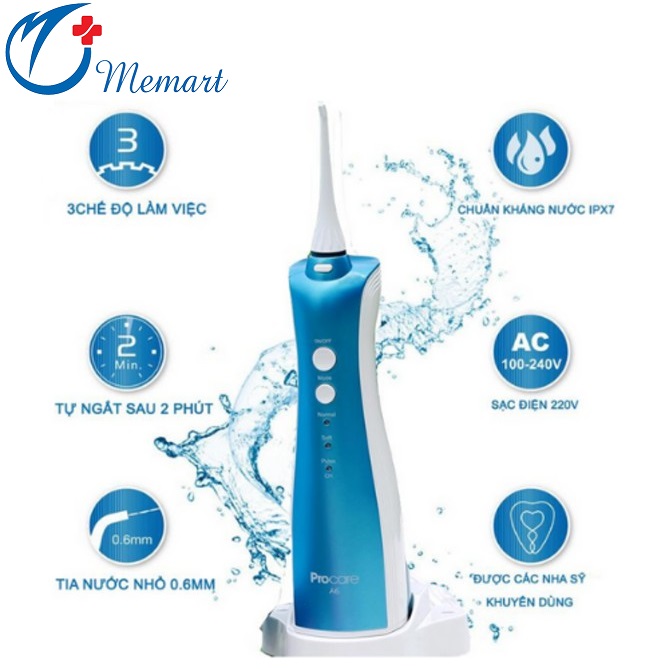 Memart
3
3CHẾ ĐỘ LÀM VIỆC
CHUẨN KHÁNG NƯỚC IPX7
2
Min.
TỰ NGẮT SAU 2 PHÚT
AC
100-240V
SẠC ĐIỆN 220V
0.6mm
TIA NƯỚC NHỎ 0.6MM
ĐƯỢC CÁC NHA SỸ
KHUYÊN DÙNG
ON/OFF
Mode
Normal
Soft
Pulse
CH
Procare
A6